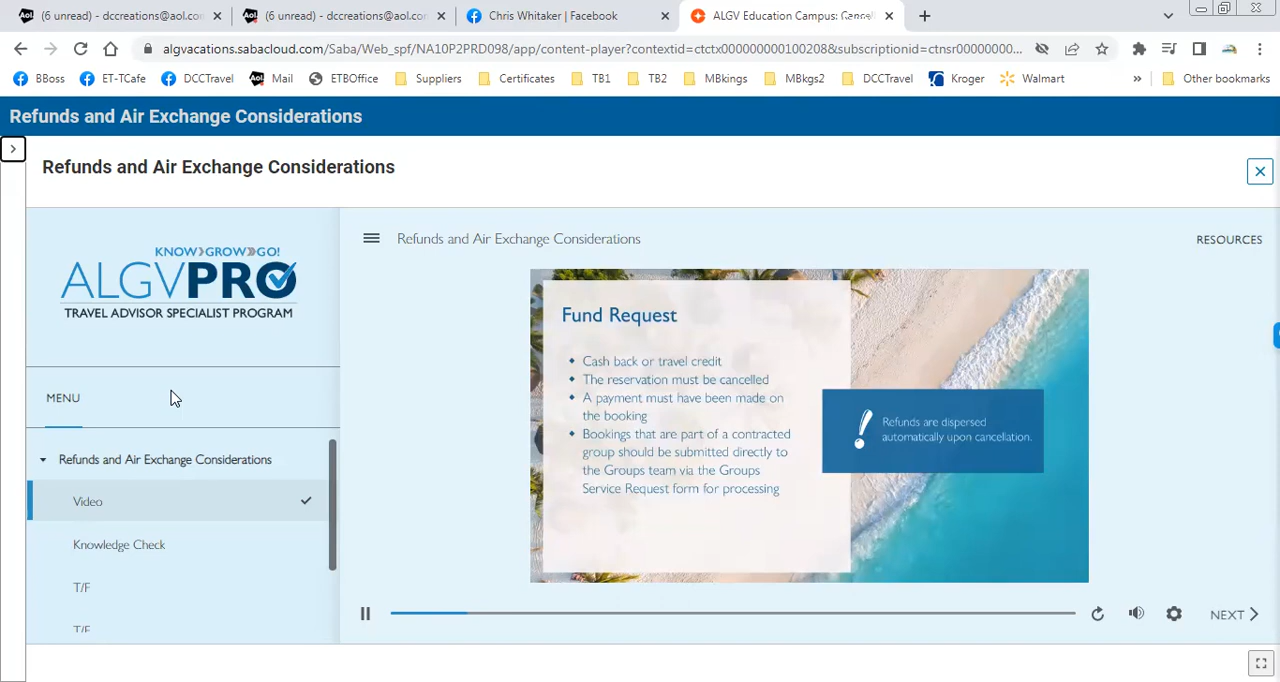 (6 unread) - dccreations@aol.co
(6 unread) - dccreations@aol.co
Chris Whitaker | Facebook
ALGV Education Campus: Cancell
algvacations.sabacloud.com/Saba/Web_spf/NA10P2PRD098/app/content-player?contextid=ctctx000000000100208&subscriptionid=ctnsr00000000...
BBoss
ET-TCafe
DCCTravel
Aol.
Mail
ETBOffice
Suppliers
Certificates
TB1
TB2
MBkings
MBkgs2
DCCTravel
Kroger
Walmart
»
Other bookmarks
Refunds and Air Exchange Considerations
Refunds and Air Exchange Considerations
KNOW»GROW»GO!
ALGVPRO
TRAVEL ADVISOR SPECIALIST PROGRAM
MENU
Refunds and Air Exchange Considerations
Video
Knowledge Check
T/F
T/F
Refunds and Air Exchange Considerations
RESOURCES
Fund Request
◆ Cash back or travel credit
◆ The reservation must be cancelled
◆ A payment must have been made on
the booking
◆ Bookings that are part of a contracted
group should be submitted directly to
the Groups team via the Groups
Service Request form for processing
! Refunds are dispersed
automatically upon cancellation.
NEXT